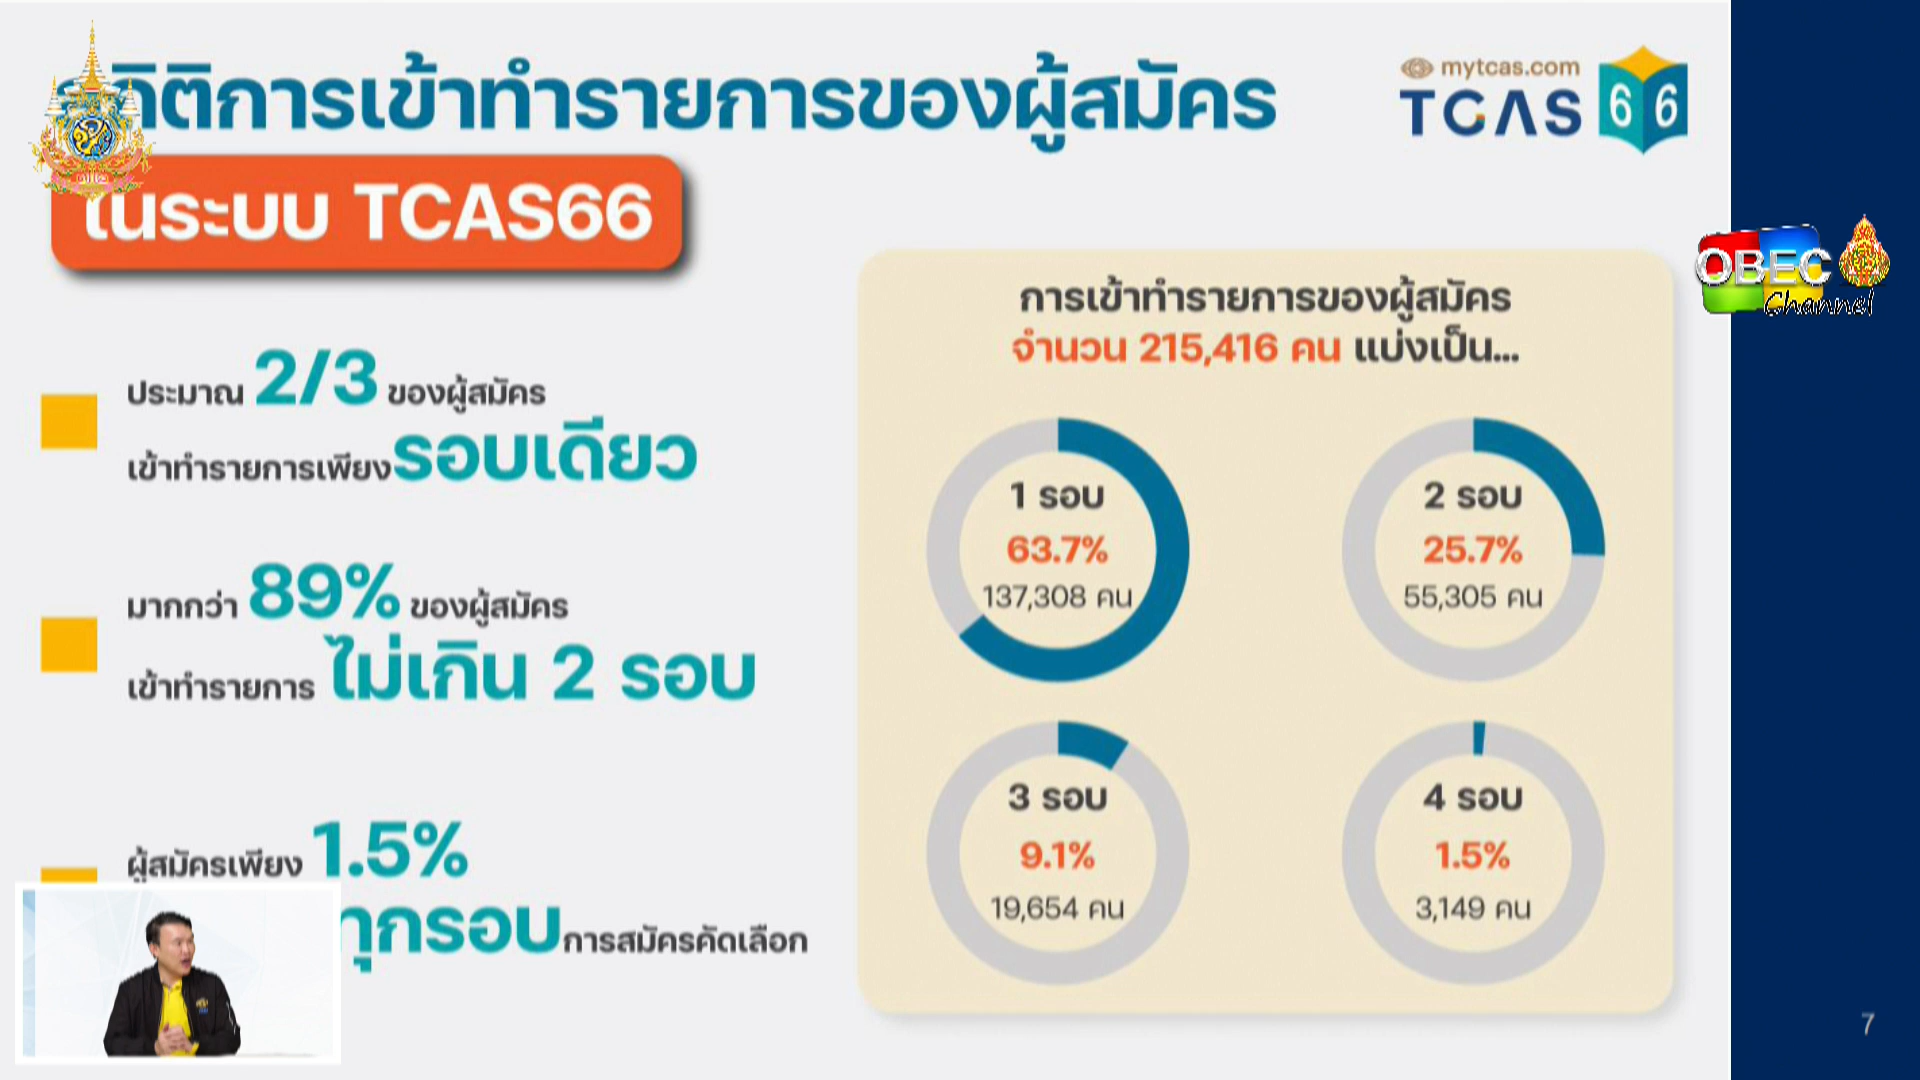 การเข้าทำรายการของผู้สมัคร
mytcas.com
TCAS 66
ในระบบ TCAS66
OBEC
Channel
ประมาณ 2/3 ของผู้สมัคร
เข้าทำรายการเพียงรอบเดียว
มากกว่า 89% ของผู้สมัคร
เข้าทำรายการ ไม่เกิน 2 รอบ
ผู้สมัครเพียง 1.5%
ทุกรอบการสมัครคัดเลือก
การเข้าทำรายการของผู้สมัคร
จำนวน 215,416 คน แบ่งเป็น...
1 รอบ
63.7%
137,308 คน
2 รอบ
25.7%
55,305 คน
3 รอบ
9.1%
19,654 คน
4 รอบ
1.5%
3,149 คน
7